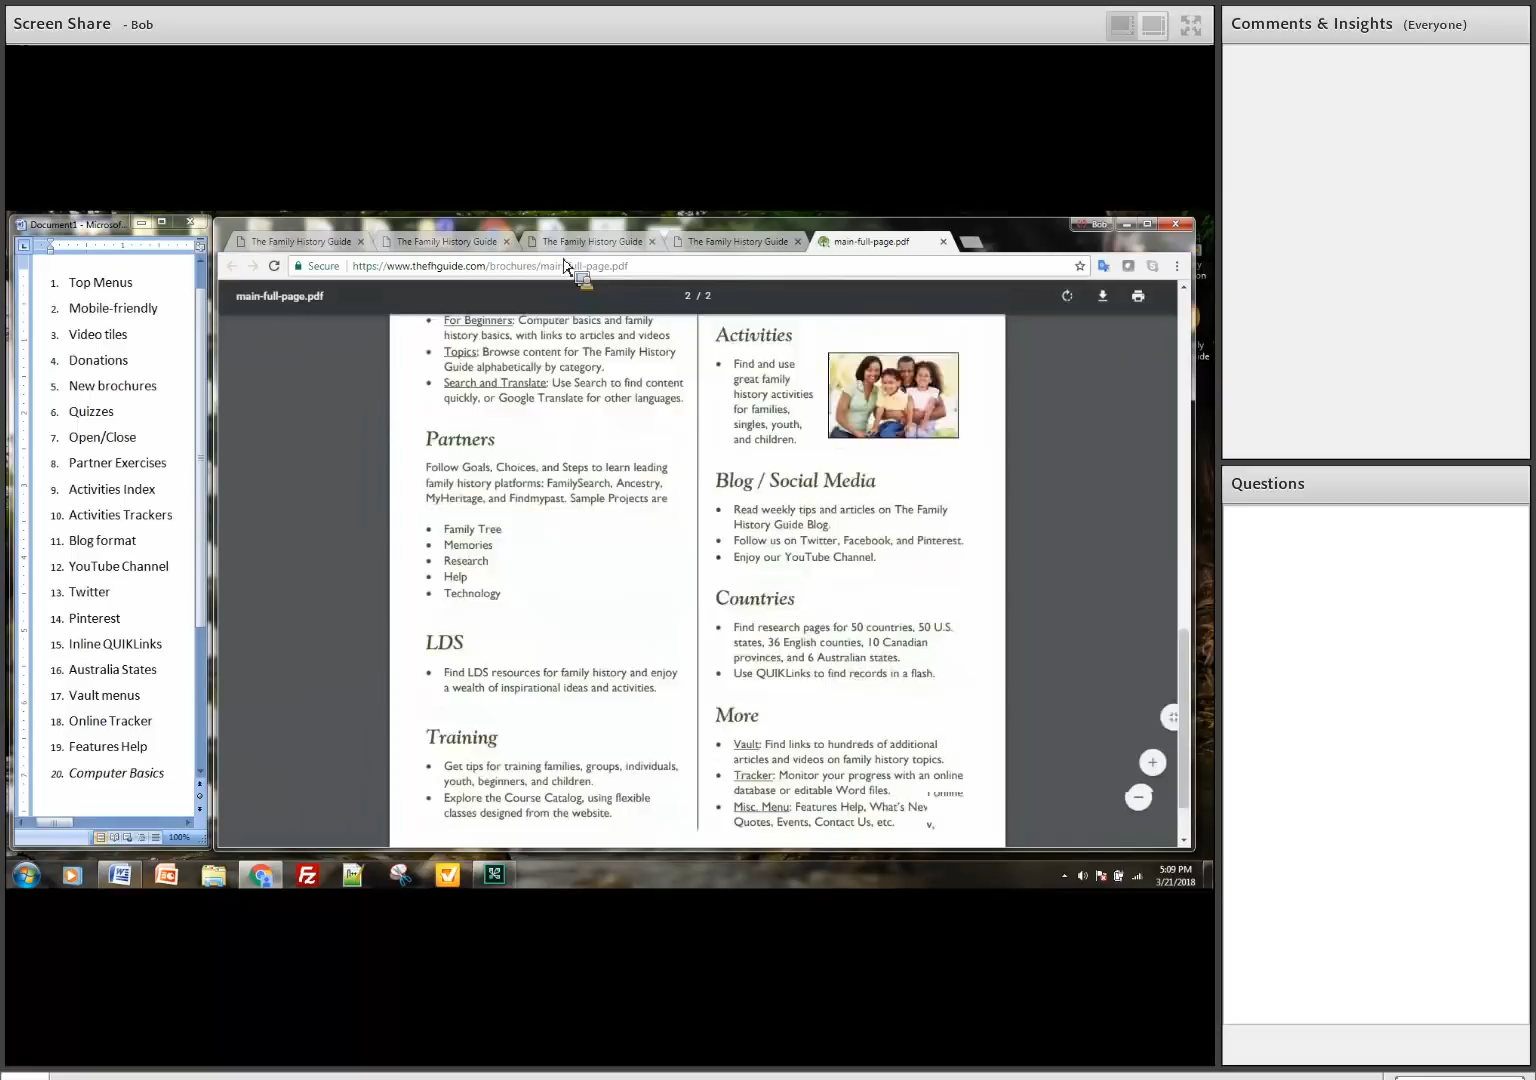 Screen Share - Bob
Document1 - Microsof...
1. Top Menus
2. Mobile-friendly
3. Video tiles
4. Donations
5. New brochures
6. Quizzes
7. Open/Close
8. Partner Exercises
9. Activities Index
10. Activities Trackers
11. Blog format
12. YouTube Channel
13. Twitter
14. Pinterest
15. Inline QUIKLinks
16. Australia States
17. Vault menus
18. Online Tracker
19. Features Help
20. Computer Basics
100%
Bob
The Family History Guide
The Family History Guide
The Family History Guide
The Family History Guide
main-full-page.pdf
Secure https://www.thefhguide.com/brochures/main-full-page.pdf
main-full-page.pdf
2 / 2
• For Beginners: Computer basics and family
history basics, with links to articles and videos
• Topics: Browse content for The Family History
Guide alphabetically by category.
• Search and Translate: Use Search to find content
quickly, or Google Translate for other languages.
Partners
Follow Goals, Choices, and Steps to learn leading
family history platforms: FamilySearch, Ancestry,
MyHeritage, and Findmypast. Sample Projects are
• Family Tree
• Memories
• Research
• Help
• Technology
LDS
• Find LDS resources for family history and enjoy
a wealth of inspirational ideas and activities.
Training
• Get tips for training families, groups, individuals,
youth, beginners, and children.
• Explore the Course Catalog, using flexible
classes designed from the website.
Activities
• Find and use
great family
history activities
for families,
singles, youth,
and children.
Blog / Social Media
• Read weekly tips and articles on The Family
History Guide Blog.
• Follow us on Twitter, Facebook, and Pinterest.
• Enjoy our YouTube Channel.
Countries
• Find research pages for 50 countries, 50 U.S.
states, 36 English counties, 10 Canadian
provinces, and 6 Australian states.
• Use QUIKLinks to find records in a flash.
More
• Vault: Find links to hundreds of additional
articles and videos on family history topics.
• Tracker: Monitor your progress with an online
database or editable Word files.
• Misc. Menu: Features Help, What's New
Quotes, Events, Contact Us, etc.
5:09 PM
3/21/2018
Comments & Insights (Everyone)
Questions